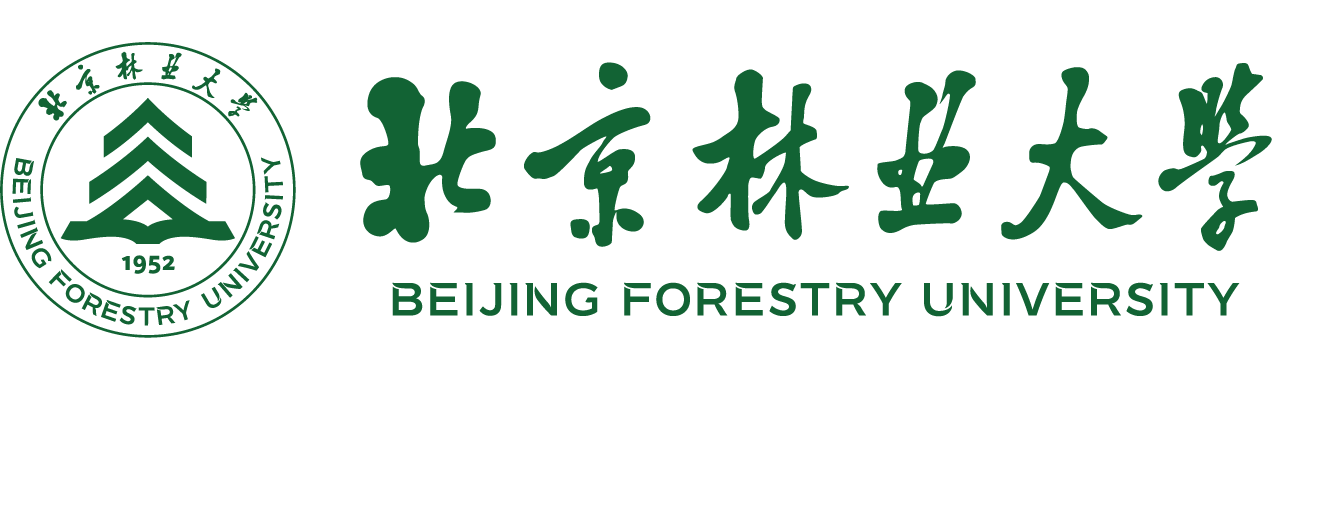 北京林业大学
1952
BEIJING FORESTRY UNIVERSITY
北京林业大学
BEIJING FORESTRY UNIVERSITY